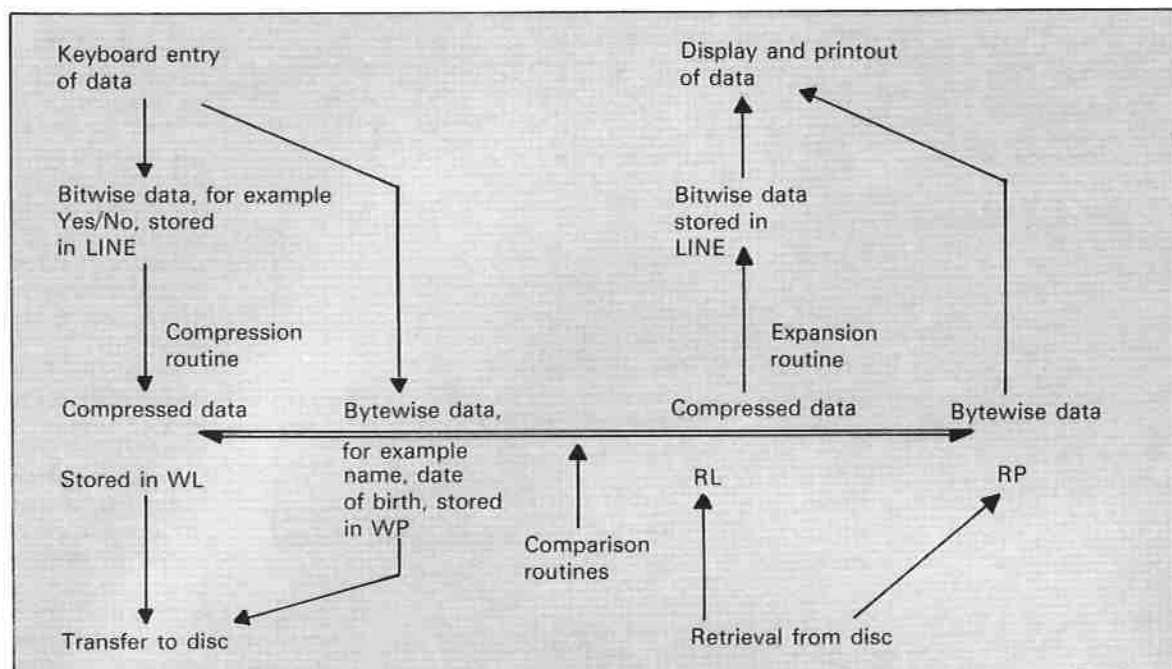 Keyboard entry
of data
Display and printout
of data
Bitwise data, for example
Yes/No, stored
in LINE
Bitwise data
stored in
LINE
Compression
routine
Expansion
routine
Compressed data
Bytewise data,
Compressed data
Bytewise data
for example
name, date
of birth, stored
in WP
Stored in WL
RL
RP
Comparison
routines
Transfer to disc
Retrieval from disc